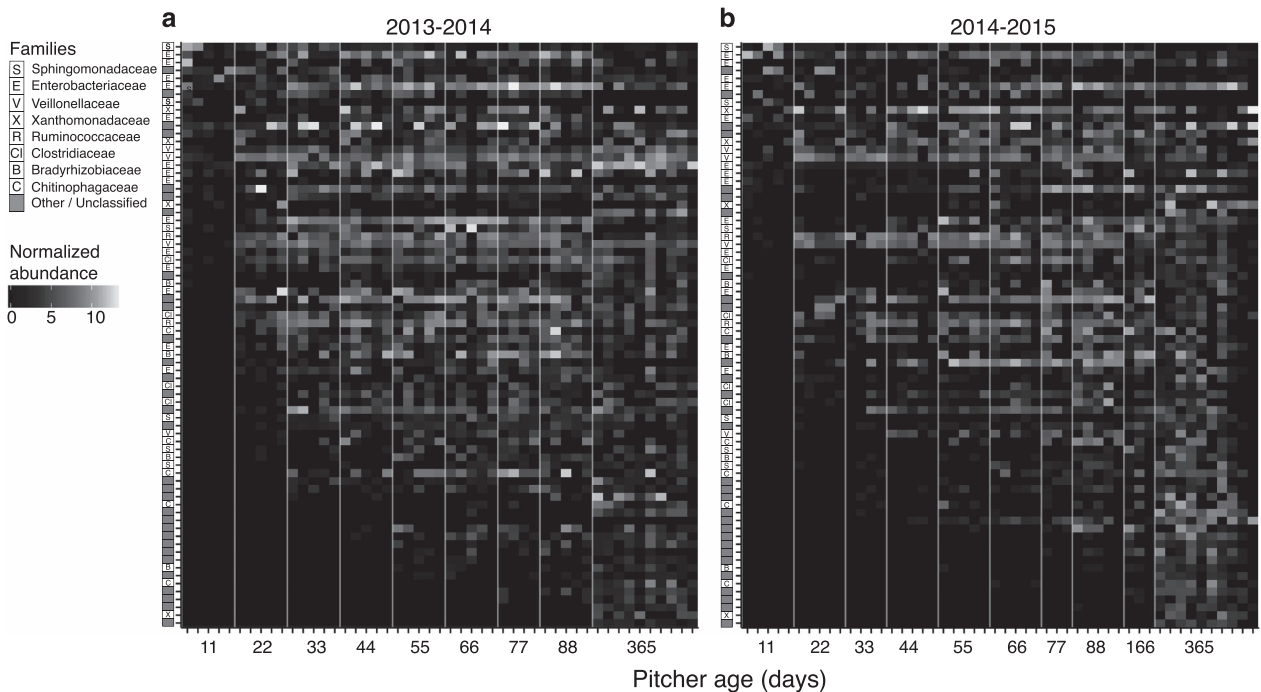 a
2013-2014
b
2014-2015
Families
S Sphingomonadaceae
E Enterobacteriaceae
V Veillonellaceae
X Xanthomonadaceae
R Ruminococcaceae
Cl Clostridiaceae
B Bradyrhizobiaceae
C Chitinophagaceae
Other / Unclassified
Normalized
abundance
0 5 10
11 22 33 44 55 66 77 88 365
11 22 33 44 55 66 77 88 166 365
Pitcher age (days)